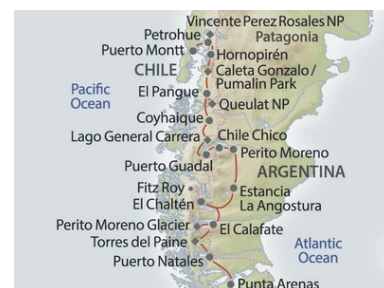 Vincente Perez Rosales NP
Petrohue
Patagonia
Puerto Montt
Hornopirén
CHILE
Caleta Gonzalo /
Pumalin Park
Pacific
Ocean
El Pangue
Queulat NP
Coyhaique
Lago General Carrera
Chile Chico
Perito Moreno
Puerto Guadal
ARGENTINA
Fitz Roy
Estancia
La Angostura
El Chaltén
Perito Moreno Glacier
El Calafate
Torres del Paine
Atlantic
Ocean
Puerto Natales
Punta Arenas